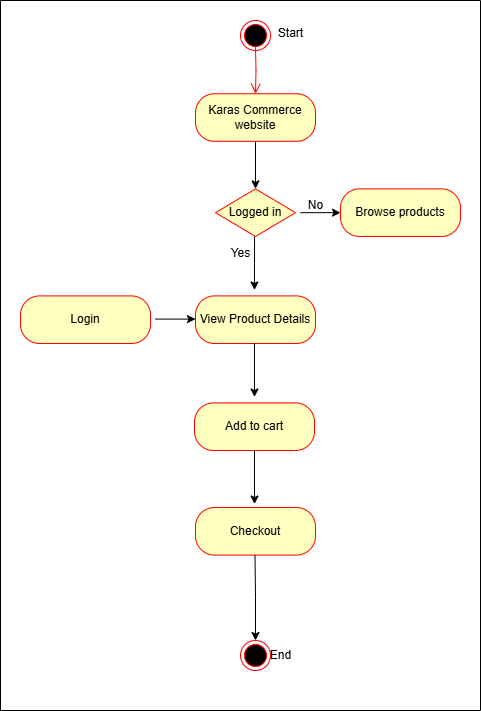 Start
Karas Commerce
website
Logged in
No
Browse products
Yes
Login
View Product Details
Add to cart
Checkout
End